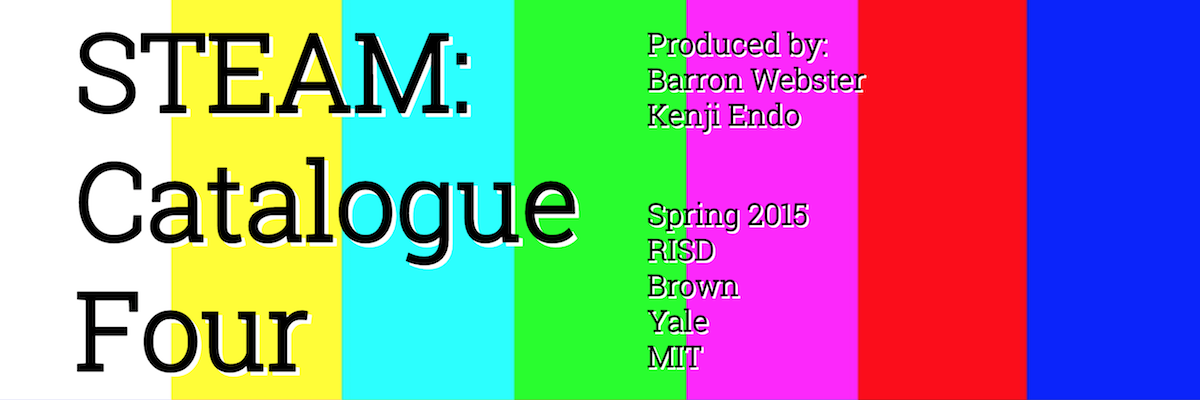 STEAM:
Catalogue
Four
Produced by:
Barron Webster
Kenji Endo
Spring 2015
RISD
Brown
Yale
MIT